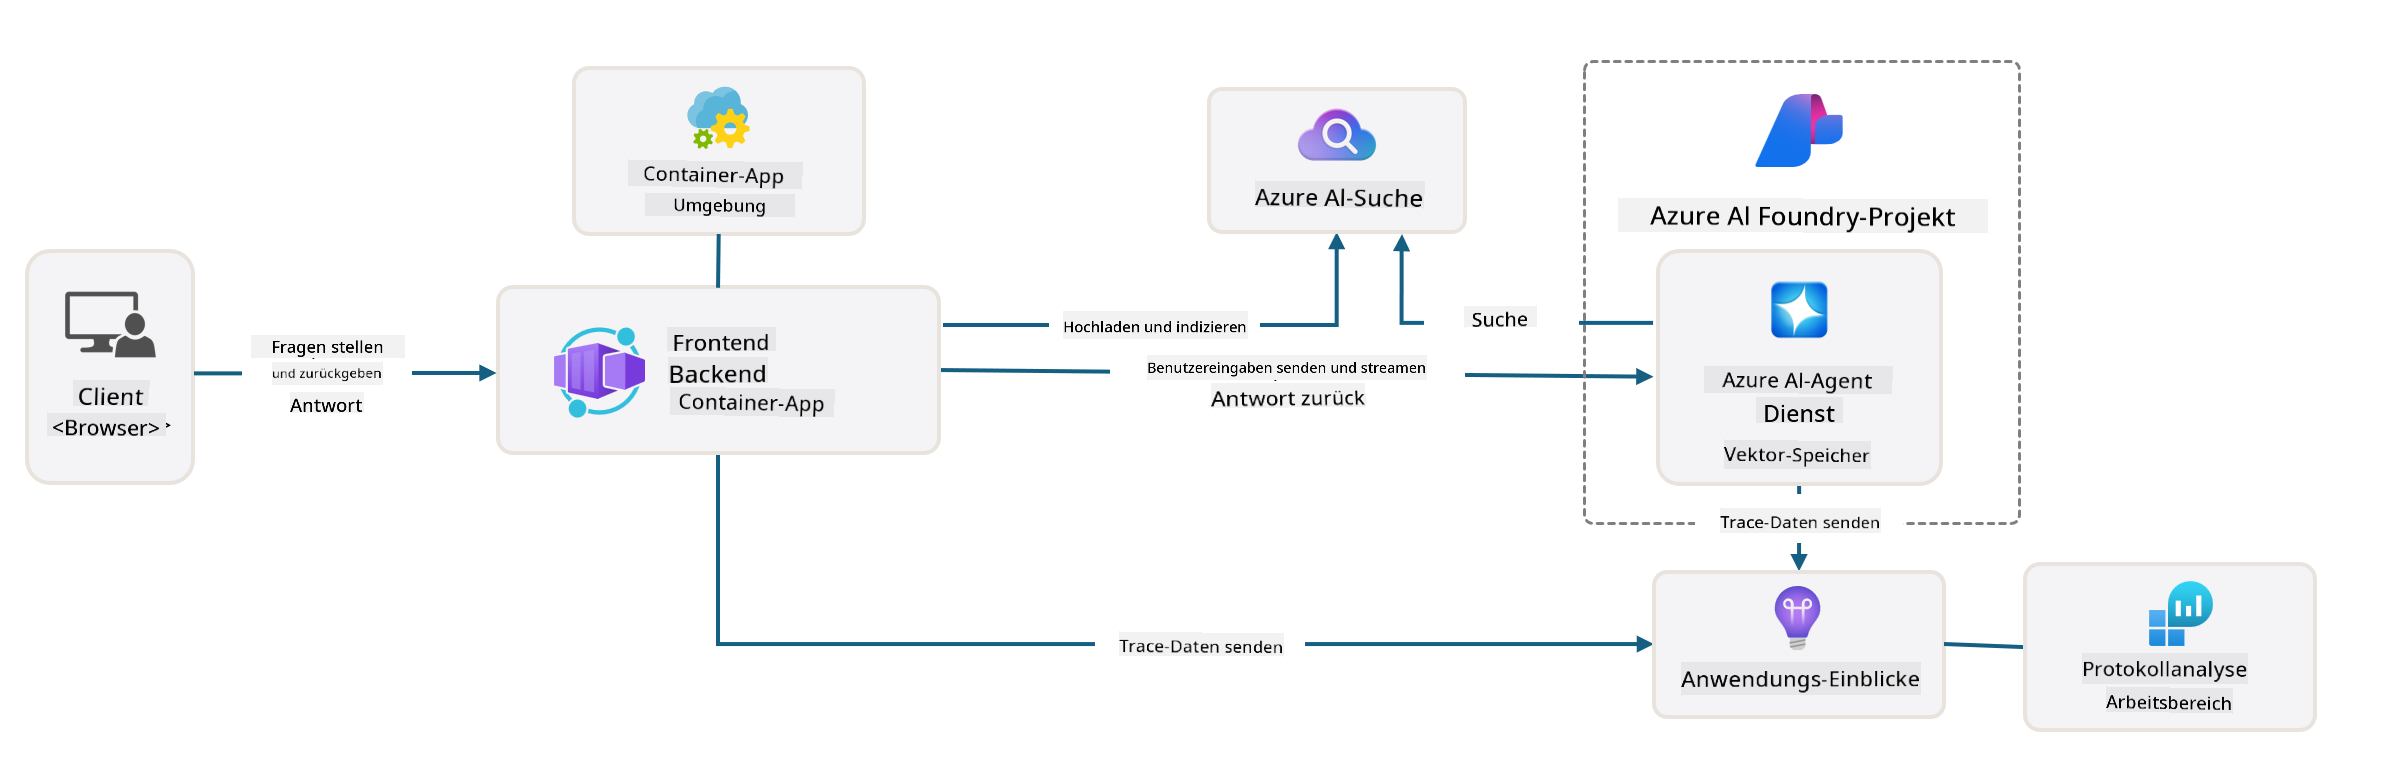 Container-App
Umgebung
Azure AI-Suche
Azure AI Foundry-Projekt
Client
<Browser>
Fragen stellen
und zurückgeben
Antwort
Frontend
Backend
Container-App
Hochladen und indizieren
Suche
Benutzereingaben senden und streamen
Antwort zurück
Azure AI-Agent
Dienst
Vektor-Speicher
Trace-Daten senden
Trace-Daten senden
Anwendungs-Einblicke
Protokollanalyse
Arbeitsbereich